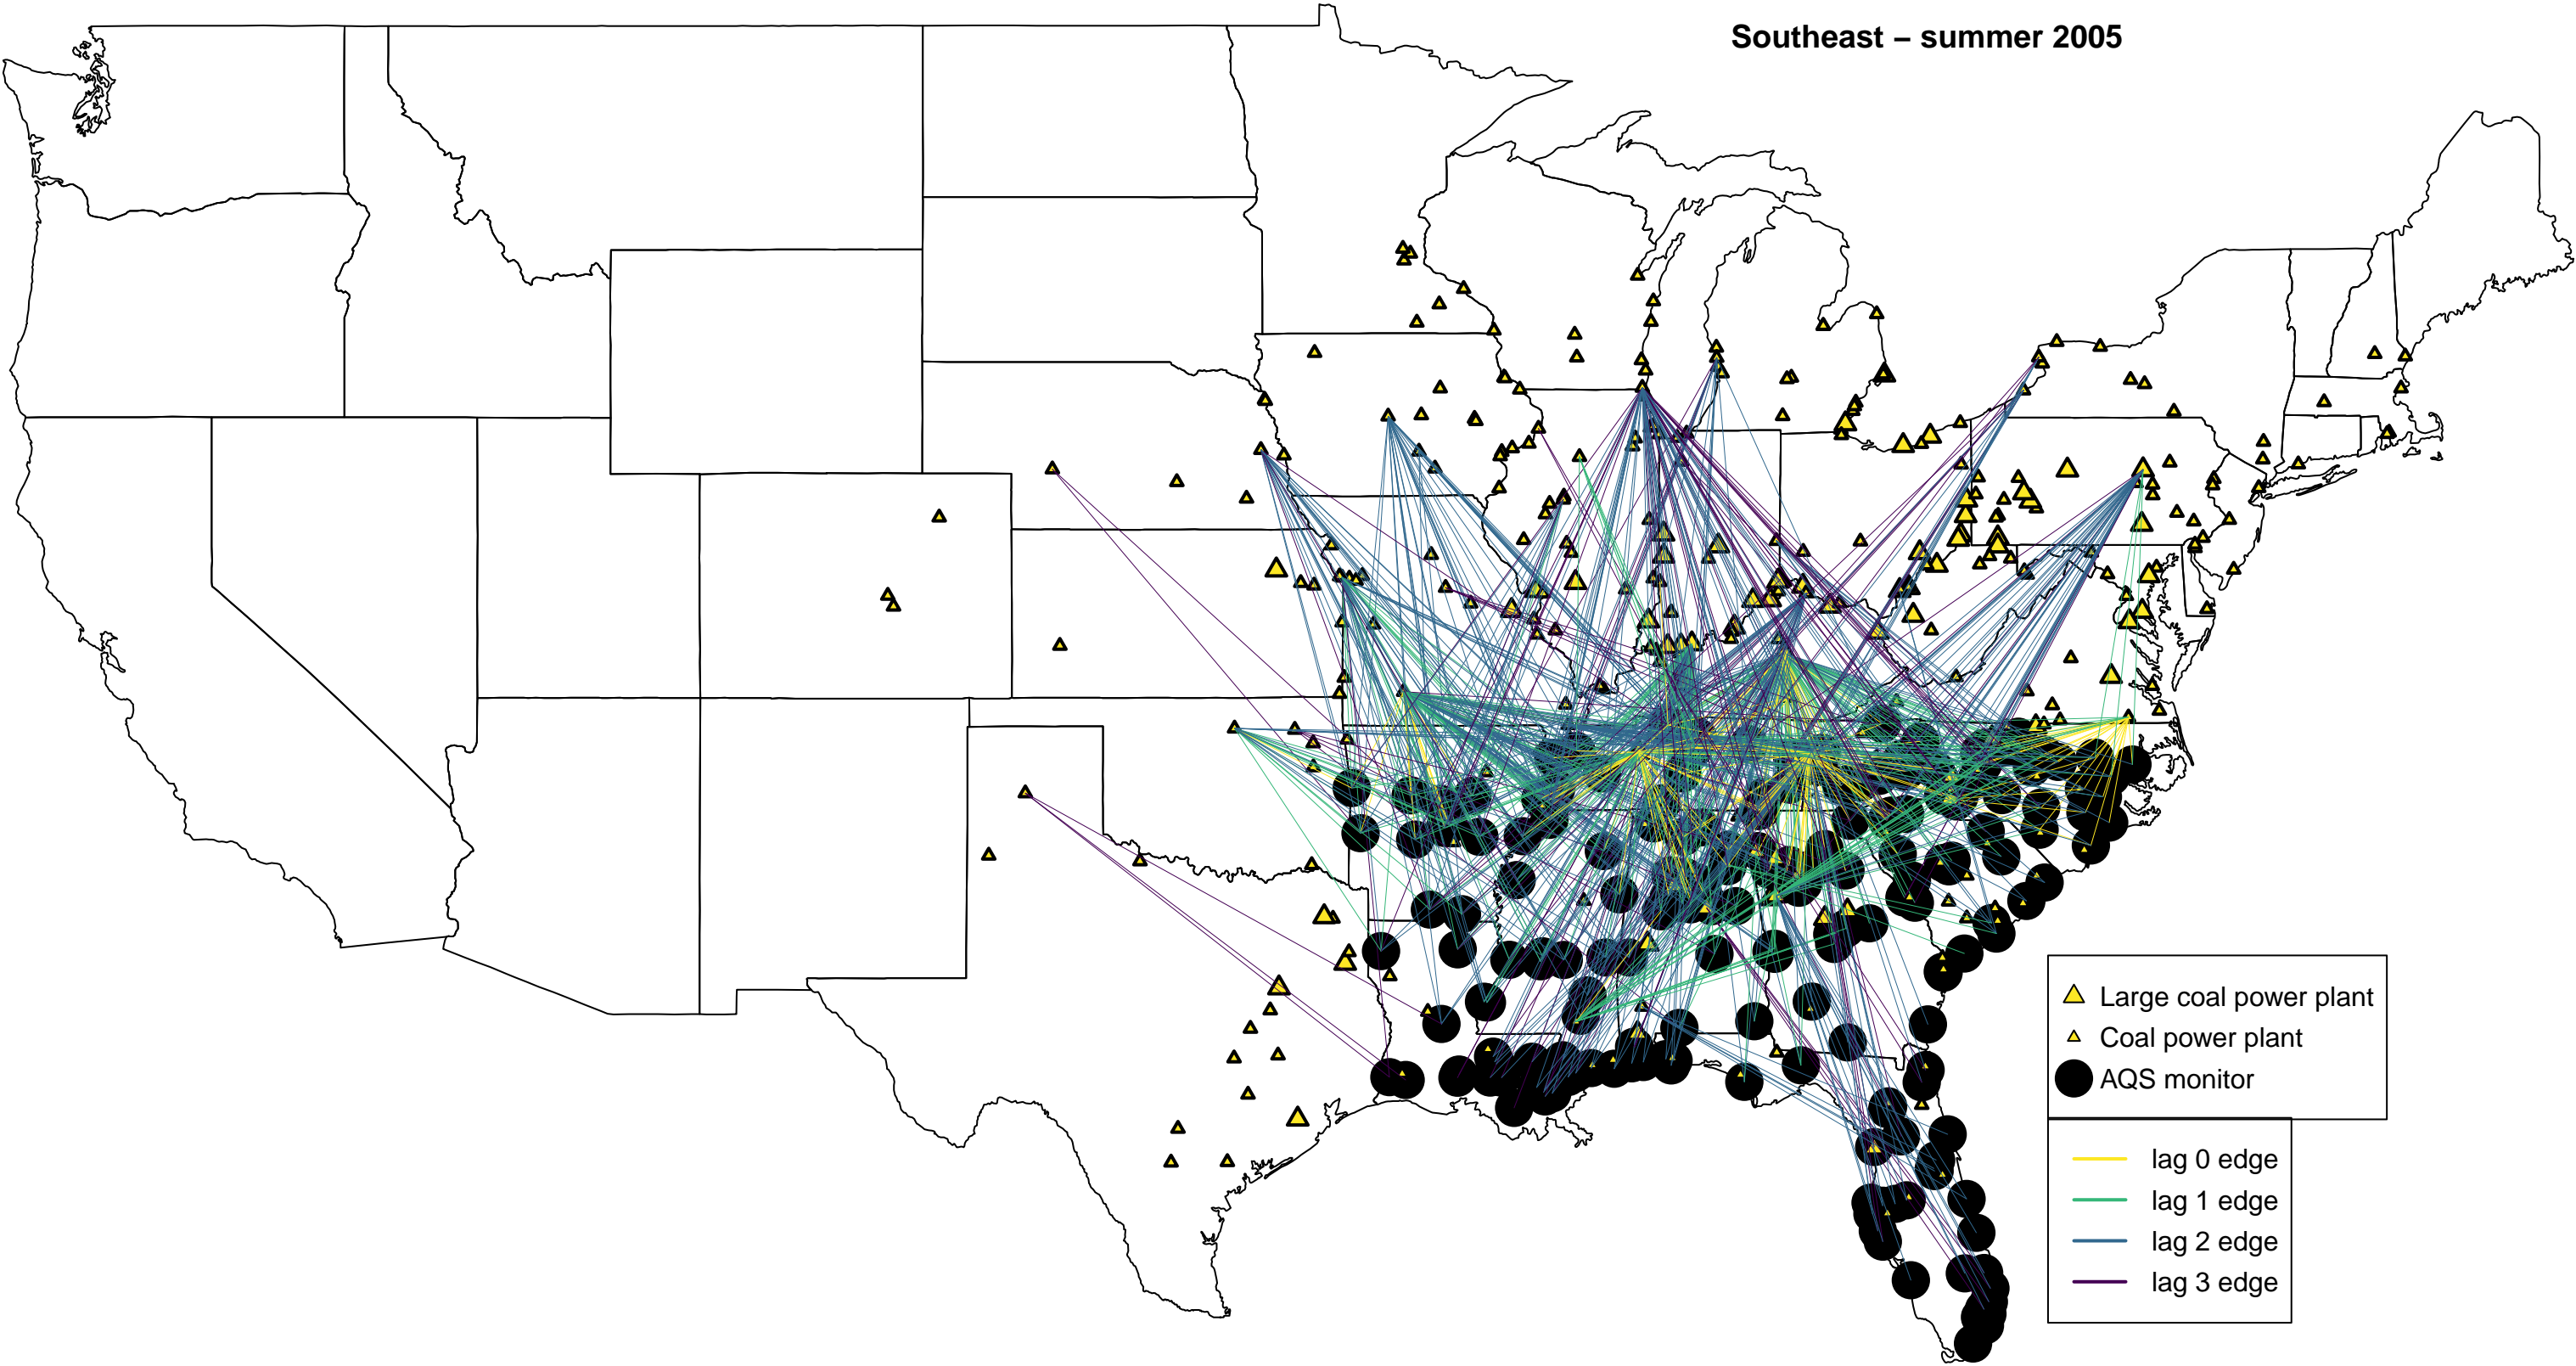 Southeast – summer 2005
Large coal power plant
Coal power plant
AQS monitor
lag 0 edge
lag 1 edge
lag 2 edge
lag 3 edge